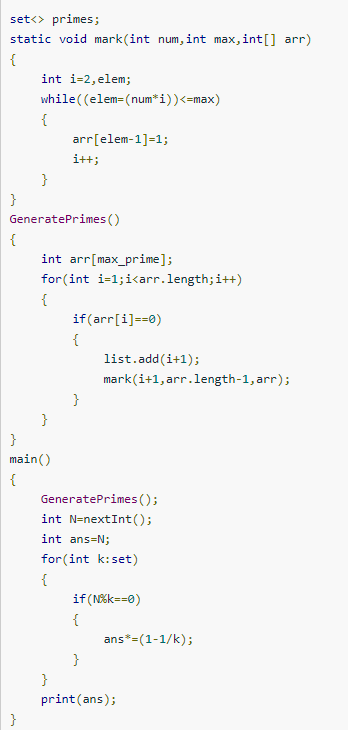 set<> primes;
static void mark(int num,int max,int[] arr)
{
    int i=2,elem;
    while((elem=(num*i))<=max)
    {
        arr[elem-1]=1;
        i++;
    }
}
GeneratePrimes()
{
    int arr[max_prime];
    for(int i=1;i<arr.length;i++)
    {
        if(arr[i]==0)
        {
            list.add(i+1);
            mark(i+1,arr.length-1,arr);
        }
    }
}
main()
{
    GeneratePrimes();
    int N=nextInt();
    int ans=N;
    for(int k:set)
    {
        if(N%k==0)
        {
            ans*=(1-1/k);
        }
    }
    print(ans);
}